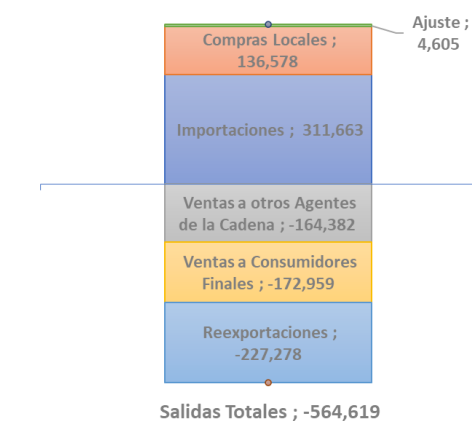 Ajuste ;
4,605
Compras Locales ;
136,578
Importaciones ;  311,663
Ventas a otros Agentes
de la Cadena ; -164,382
Ventas a Consumidores
Finales ; -172,959
Reexportaciones ;
-227,278
Salidas Totales ; -564,619